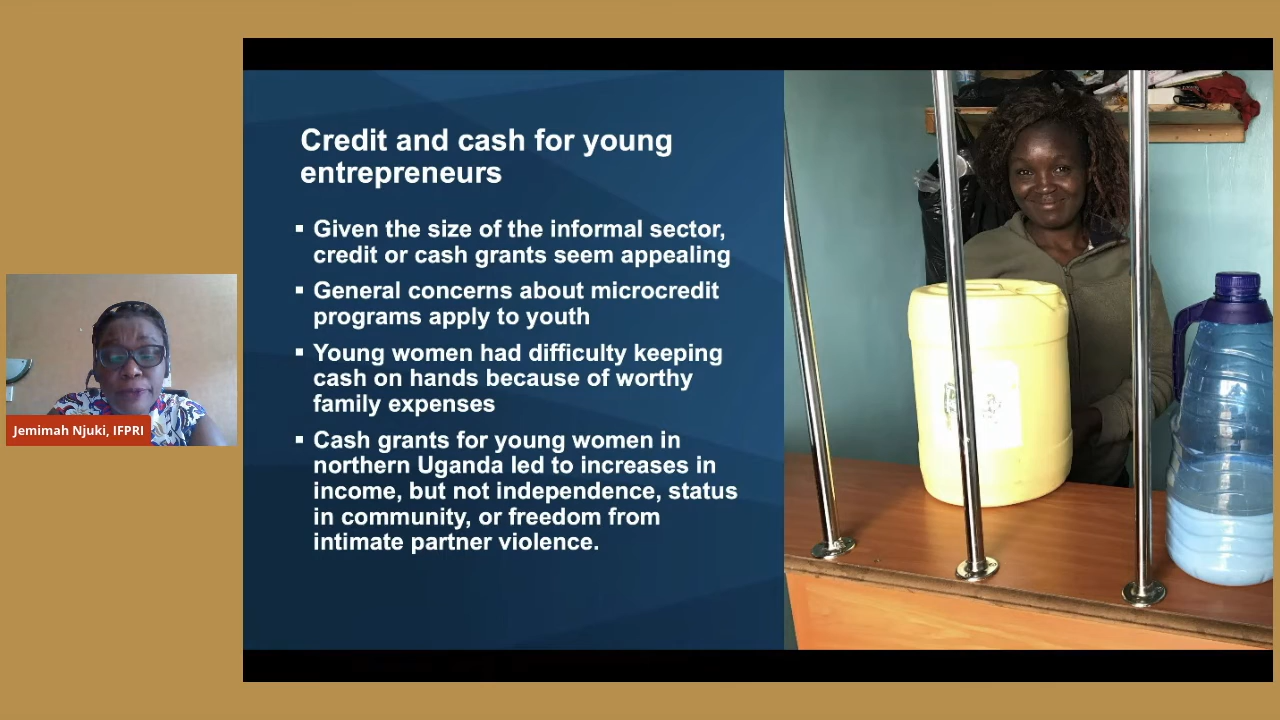 Credit and cash for young
entrepreneurs
▪ Given the size of the informal sector,
credit or cash grants seem appealing
▪ General concerns about microcredit
programs apply to youth
▪ Young women had difficulty keeping
cash on hands because of worthy
family expenses
▪ Cash grants for young women in
northern Uganda led to increases in
income, but not independence, status
in community, or freedom from
intimate partner violence.
Jemimah Njuki, IFPRI